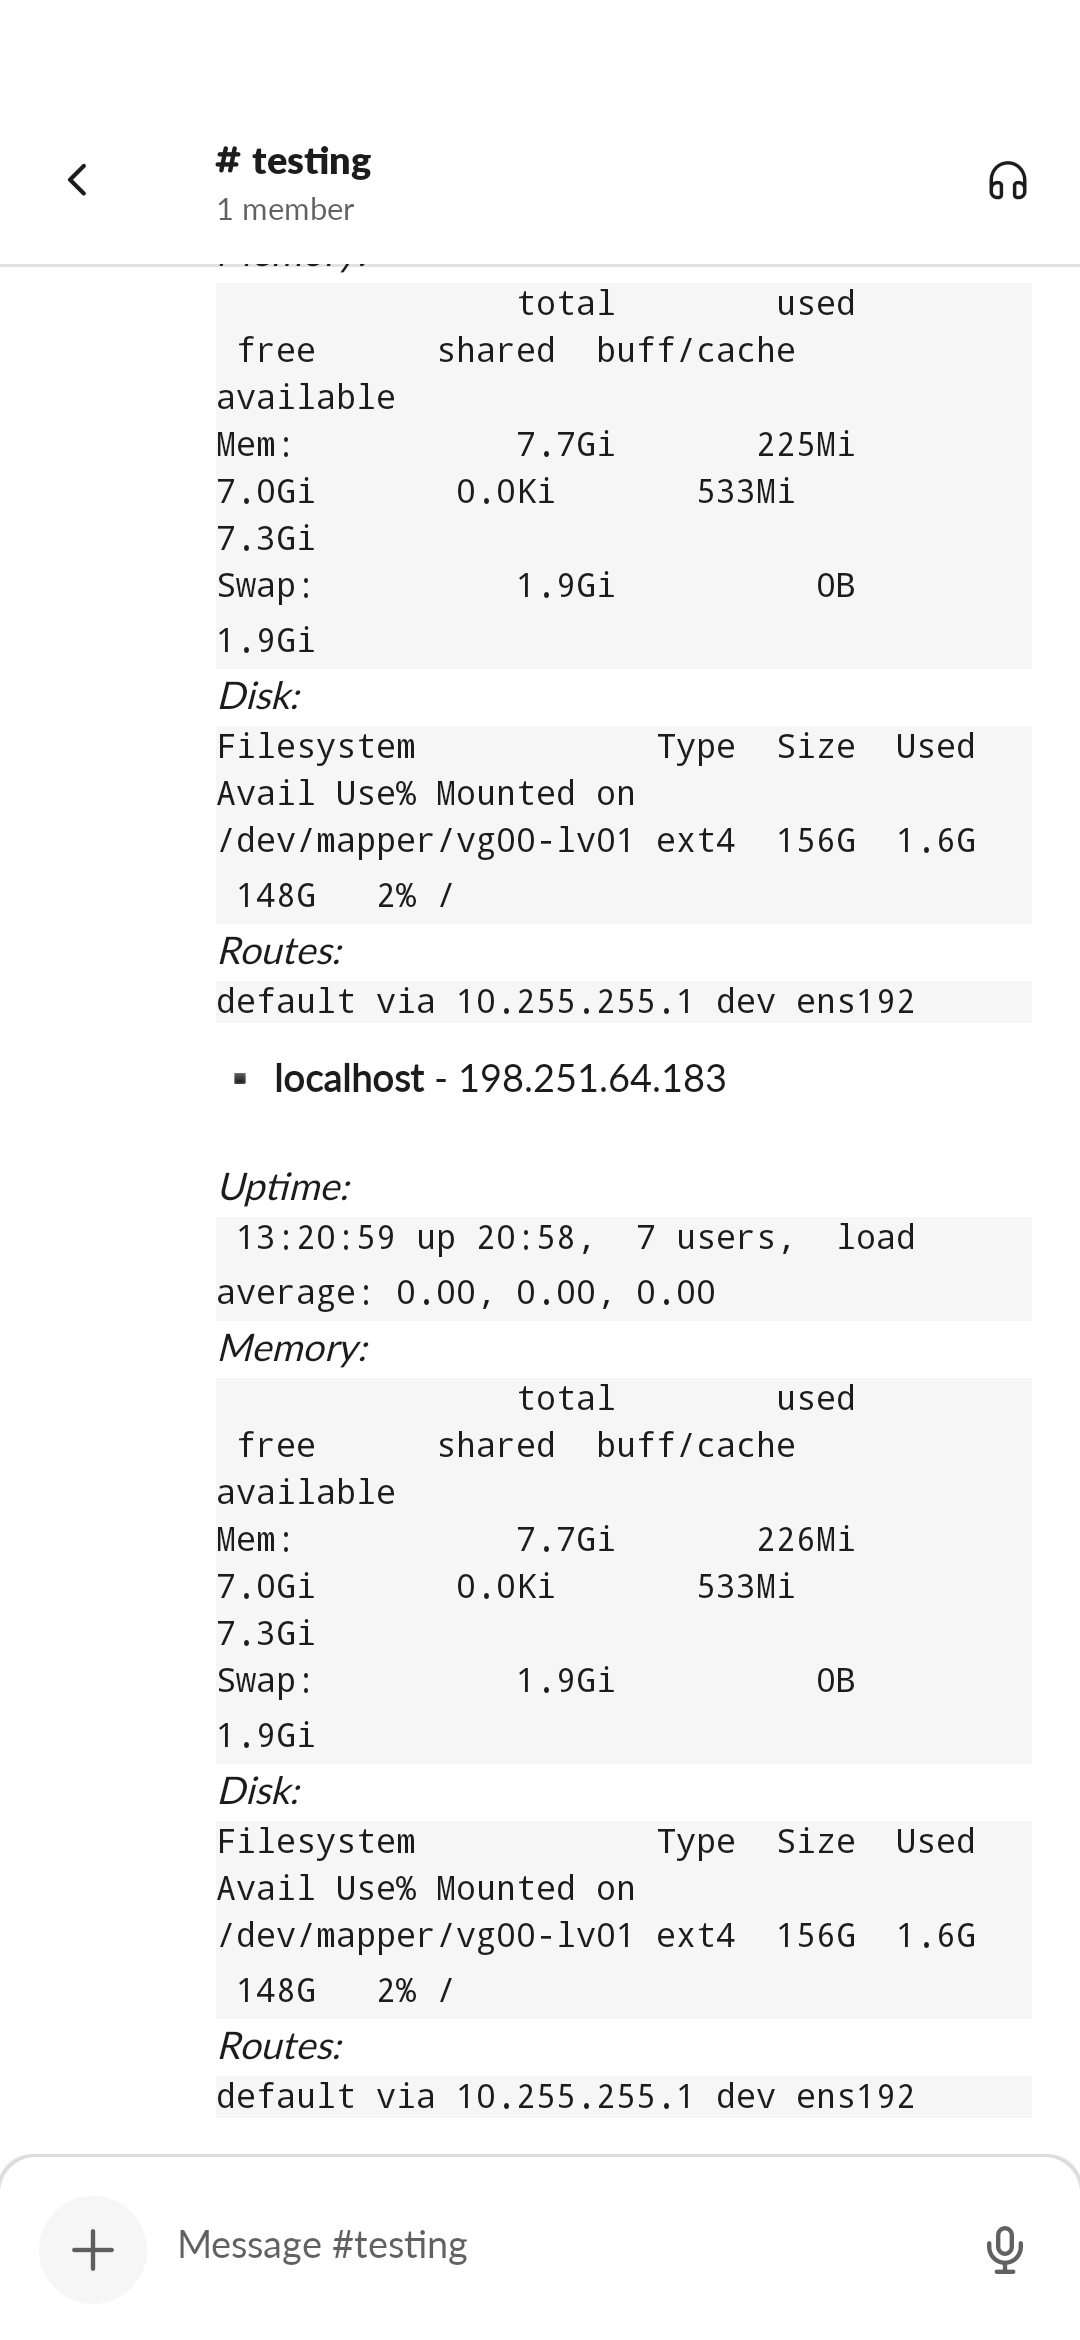 # testing
1 member
Memory:
total used
free shared buff/cache
available
Mem: 7.7Gi 225Mi
7.0Gi 0.0Ki 533Mi
7.3Gi
Swap: 1.9Gi 0B
1.9Gi
Disk:
Filesystem Type Size Used
Avail Use% Mounted on
/dev/mapper/vg00-lv01 ext4 156G 1.6G
148G 2% /
Routes:
default via 10.255.255.1 dev ens192
▪ localhost - 198.251.64.183
Uptime:
13:20:59 up 20:58, 7 users, load
average: 0.00, 0.00, 0.00
Memory:
total used
free shared buff/cache
available
Mem: 7.7Gi 226Mi
7.0Gi 0.0Ki 533Mi
7.3Gi
Swap: 1.9Gi 0B
1.9Gi
Disk:
Filesystem Type Size Used
Avail Use% Mounted on
/dev/mapper/vg00-lv01 ext4 156G 1.6G
148G 2% /
Routes:
default via 10.255.255.1 dev ens192
Message #testing